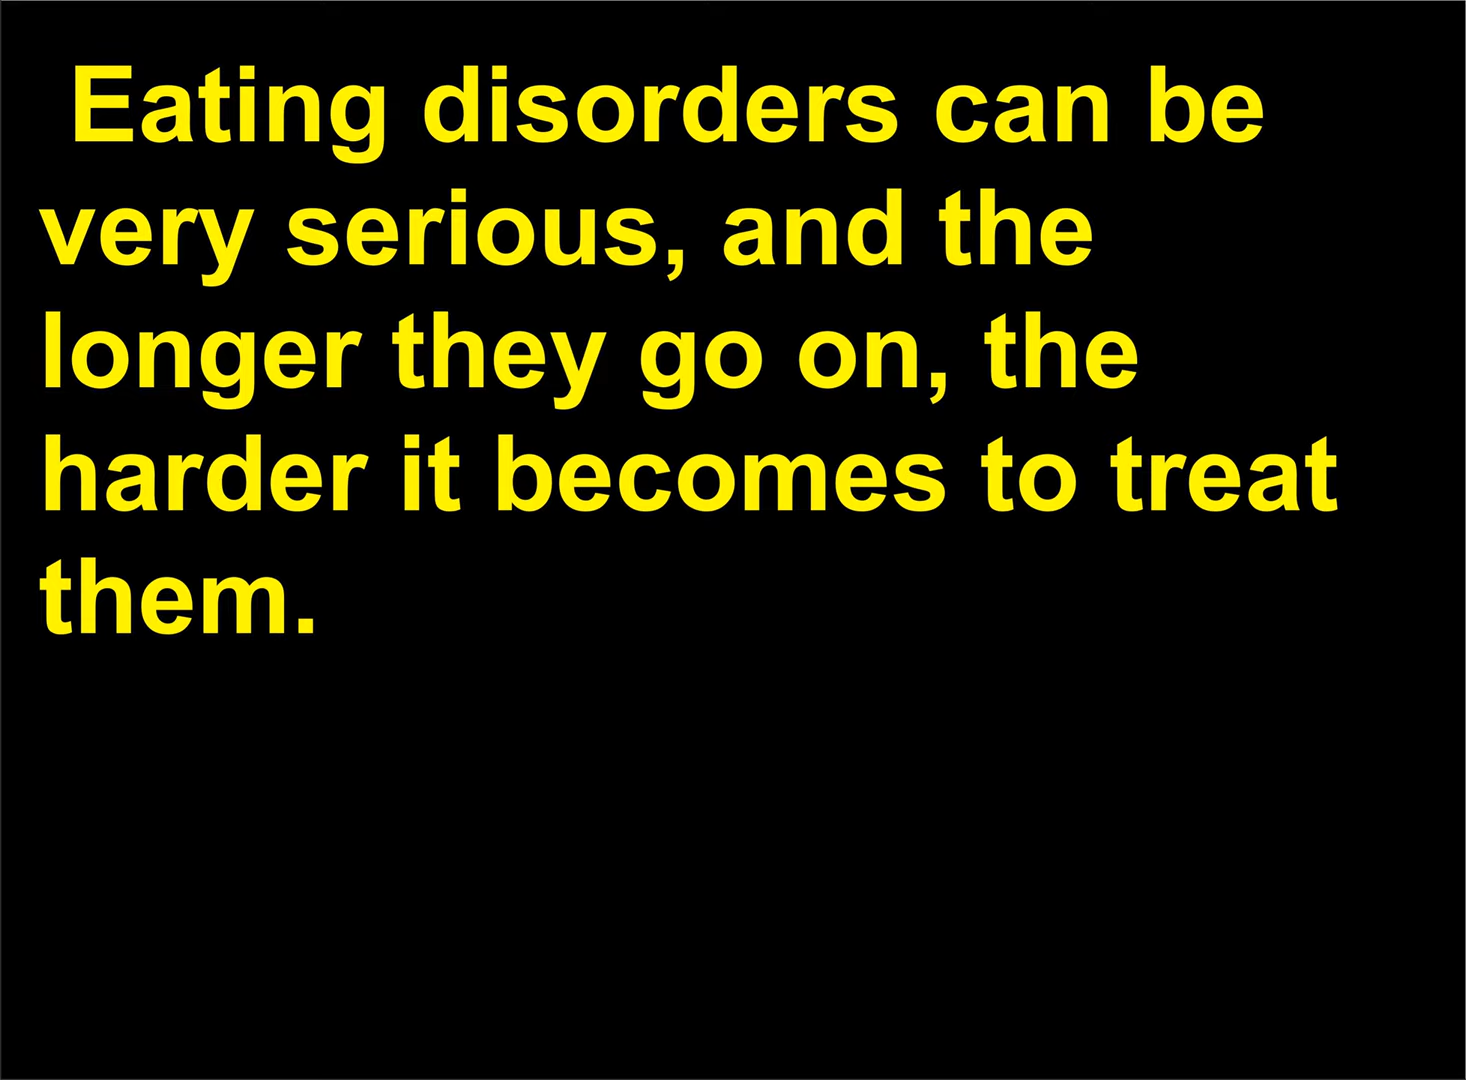 Eating disorders can be
very serious, and the
longer they go on, the
harder it becomes to treat
them.